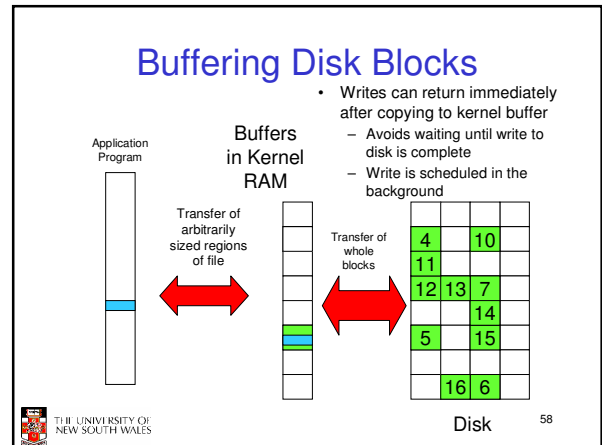 Buffering Disk Blocks
• Writes can return immediately
after copying to kernel buffer
– Avoids waiting until write to
disk is complete
– Write is scheduled in the
background
Application
Program
Buffers
in Kernel
RAM
Transfer of
arbitrarily
sized regions
of file
Transfer of
whole
blocks
4 10
11
12 13 7
14
5 15
16 6
Disk
THE UNIVERSITY OF
NEW SOUTH WALES
58